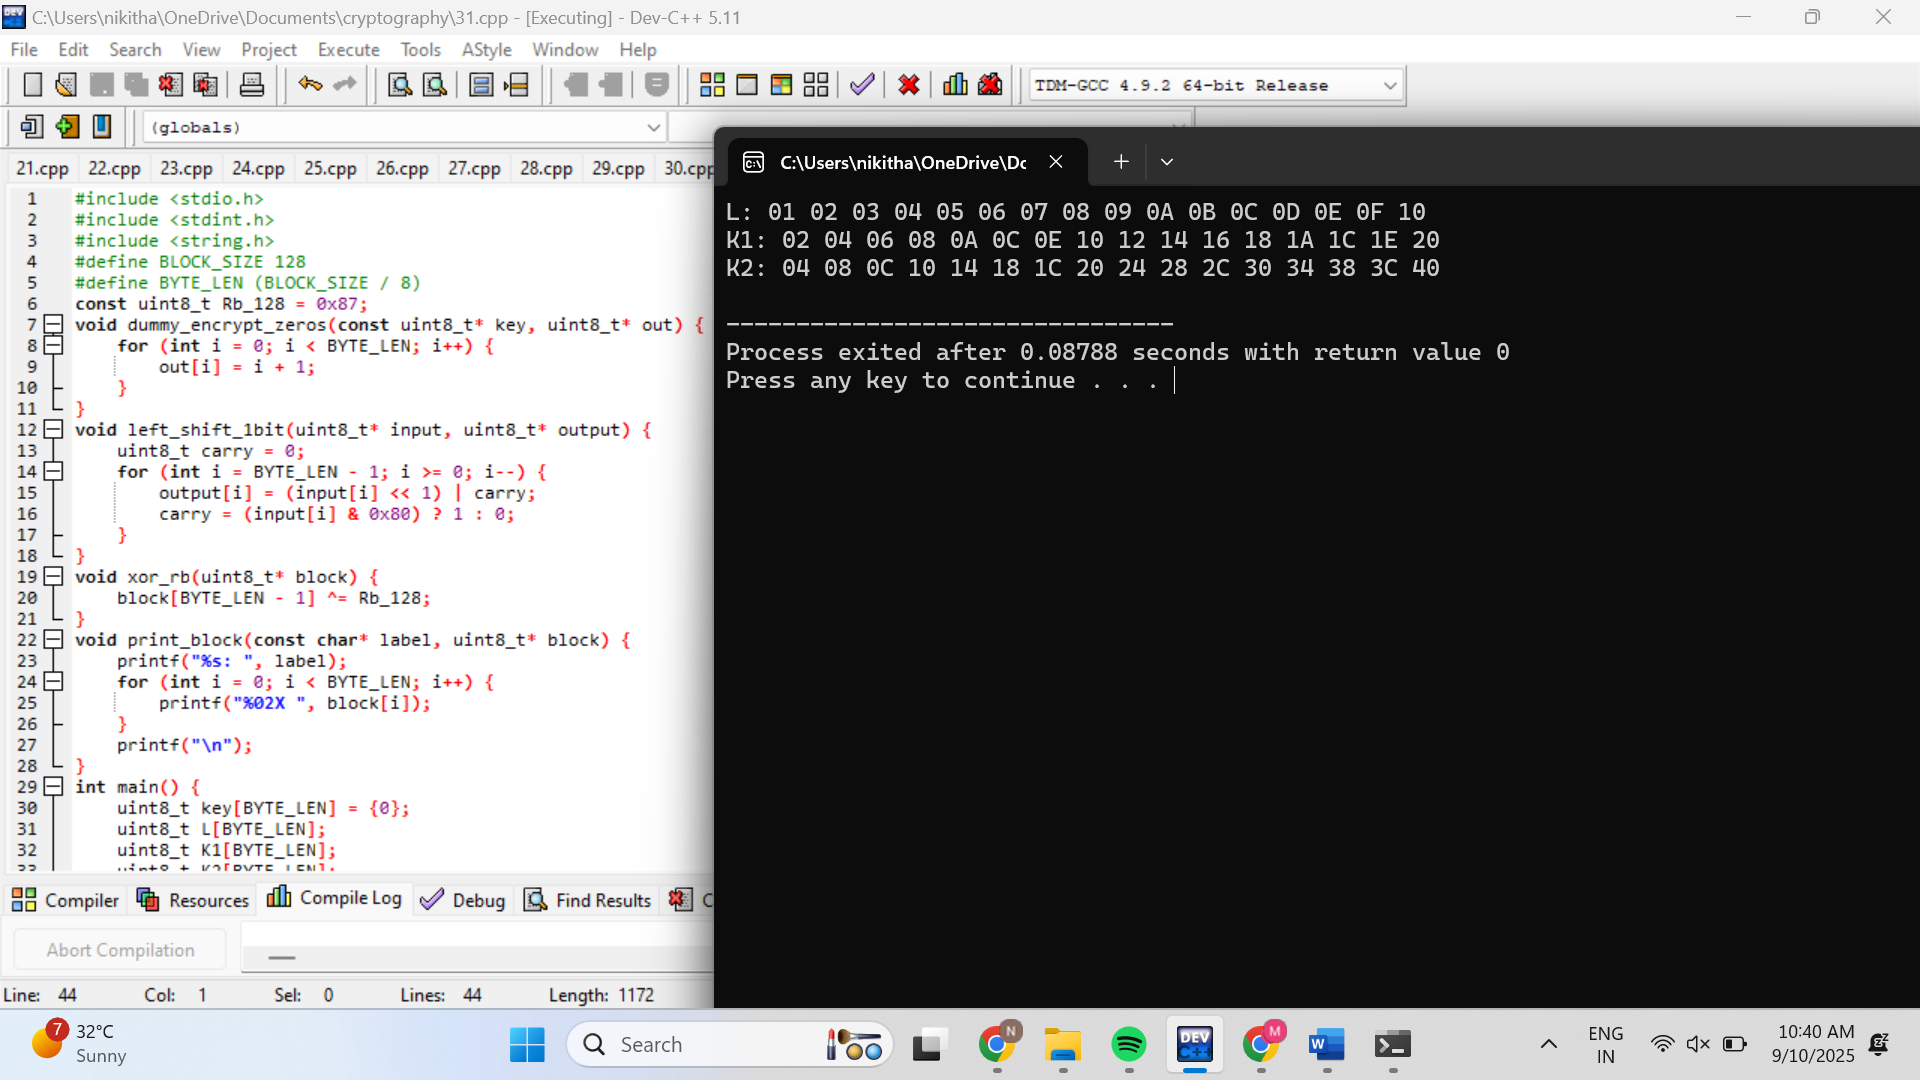 C:\Users\nikitha\OneDrive\Documents\cryptography\31.cpp - [Executing] - Dev-C++ 5.11
File Edit Search View Project Execute Tools AStyle Window Help
TDM-GCC 4.9.2 64-bit Release
(globals)
21.cpp 22.cpp 23.cpp 24.cpp 25.cpp 26.cpp 27.cpp 28.cpp 29.cpp 30.cpp
1 #include <stdio.h>
2 #include <stdint.h>
3 #include <string.h>
4 #define BLOCK_SIZE 128
5 #define BYTE_LEN (BLOCK_SIZE / 8)
6 const uint8_t Rb_128 = 0x87;
7 void dummy_encrypt_zeros(const uint8_t* key, uint8_t* out) {
8 for (int i = 0; i < BYTE_LEN; i++) {
9 out[i] = i + 1;
10 }
11 }
12 void left_shift_1bit(uint8_t* input, uint8_t* output) {
13 uint8_t carry = 0;
14 for (int i = BYTE_LEN - 1; i >= 0; i--) {
15 output[i] = (input[i] << 1) | carry;
16 carry = (input[i] & 0x80) ? 1 : 0;
17 }
18 }
19 void xor_rb(uint8_t* block) {
20 block[BYTE_LEN - 1] ^= Rb_128;
21 }
22 void print_block(const char* label, uint8_t* block) {
23 printf("%s: ", label);
24 for (int i = 0; i < BYTE_LEN; i++) {
25 printf("%02X ", block[i]);
26 }
27 printf("\n");
28 }
29 int main() {
30 uint8_t key[BYTE_LEN] = {0};
31 uint8_t L[BYTE_LEN];
32 uint8_t K1[BYTE_LEN];
33 uint8_t K2[BYTE_LEN];
C:\Users\nikitha\OneDrive\Dc
L: 01 02 03 04 05 06 07 08 09 0A 0B 0C 0D 0E 0F 10
K1: 02 04 06 08 0A 0C 0E 10 12 14 16 18 1A 1C 1E 20
K2: 04 08 0C 10 14 18 1C 20 24 28 2C 30 34 38 3C 40
--------------------------------
Process exited after 0.08788 seconds with return value 0
Press any key to continue . . .
Compiler Resources Compile Log Debug Find Results C
Abort Compilation
Line: 44 Col: 1 Sel: 0 Lines: 44 Length: 1172
7
32°C
Sunny
Search
N
DEV C++
M
W
ENG
IN
10:40 AM
9/10/2025